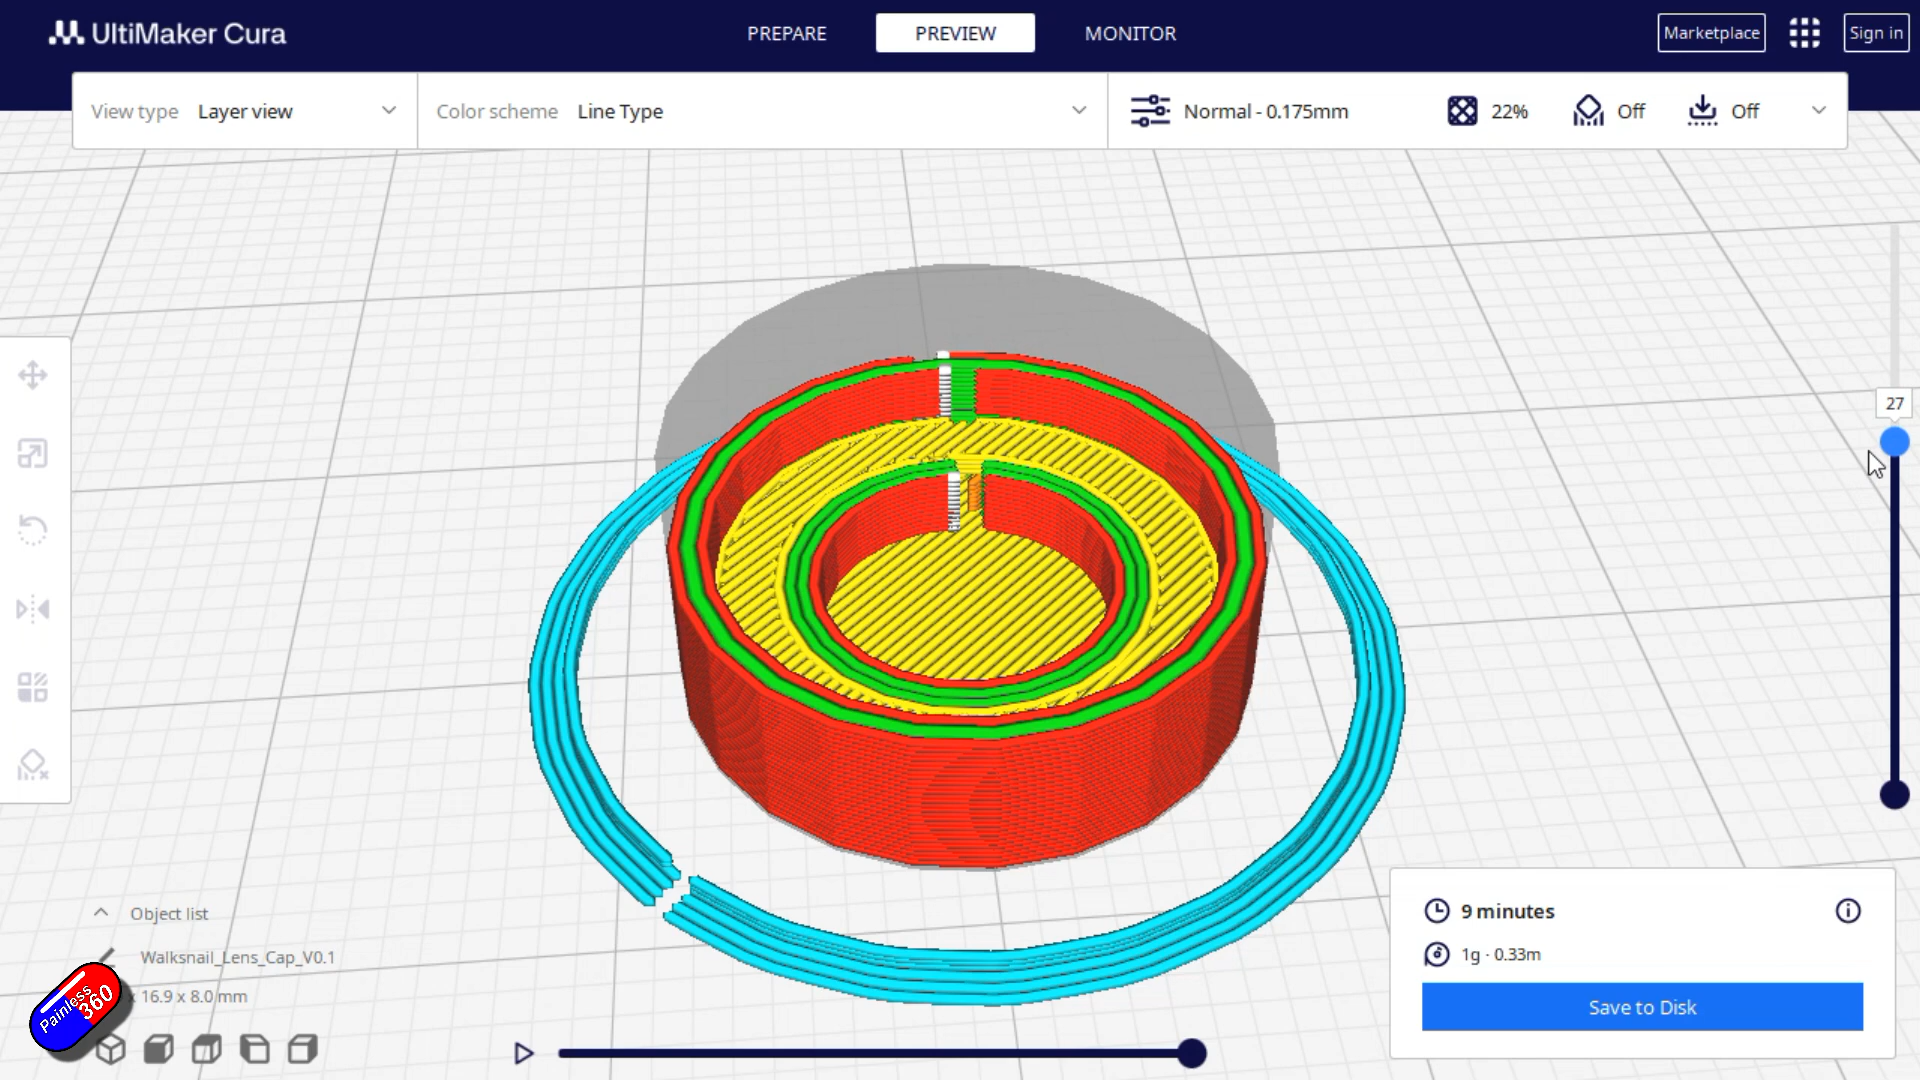 UltiMaker Cura
PREPARE
PREVIEW
MONITOR
Marketplace
Sign in
View type Layer view
Color scheme Line Type
Normal - 0.175mm
22%
Off
Off
27
Object list
Walksnail_Lens_Cap_V0.1
x 16.9 x 8.0 mm
Painless
360
9 minutes
1g · 0.33m
Save to Disk